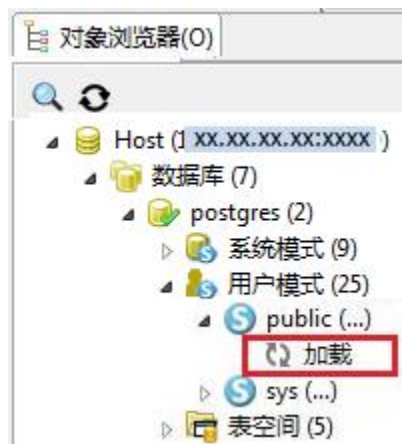 对象浏览器(O)
Host (1 xx.xx.xx.xx:xxxx )
数据库 (7)
postgres (2)
系统模式 (9)
用户模式 (25)
public (...)
加载
sys (...)
表空间 (5)